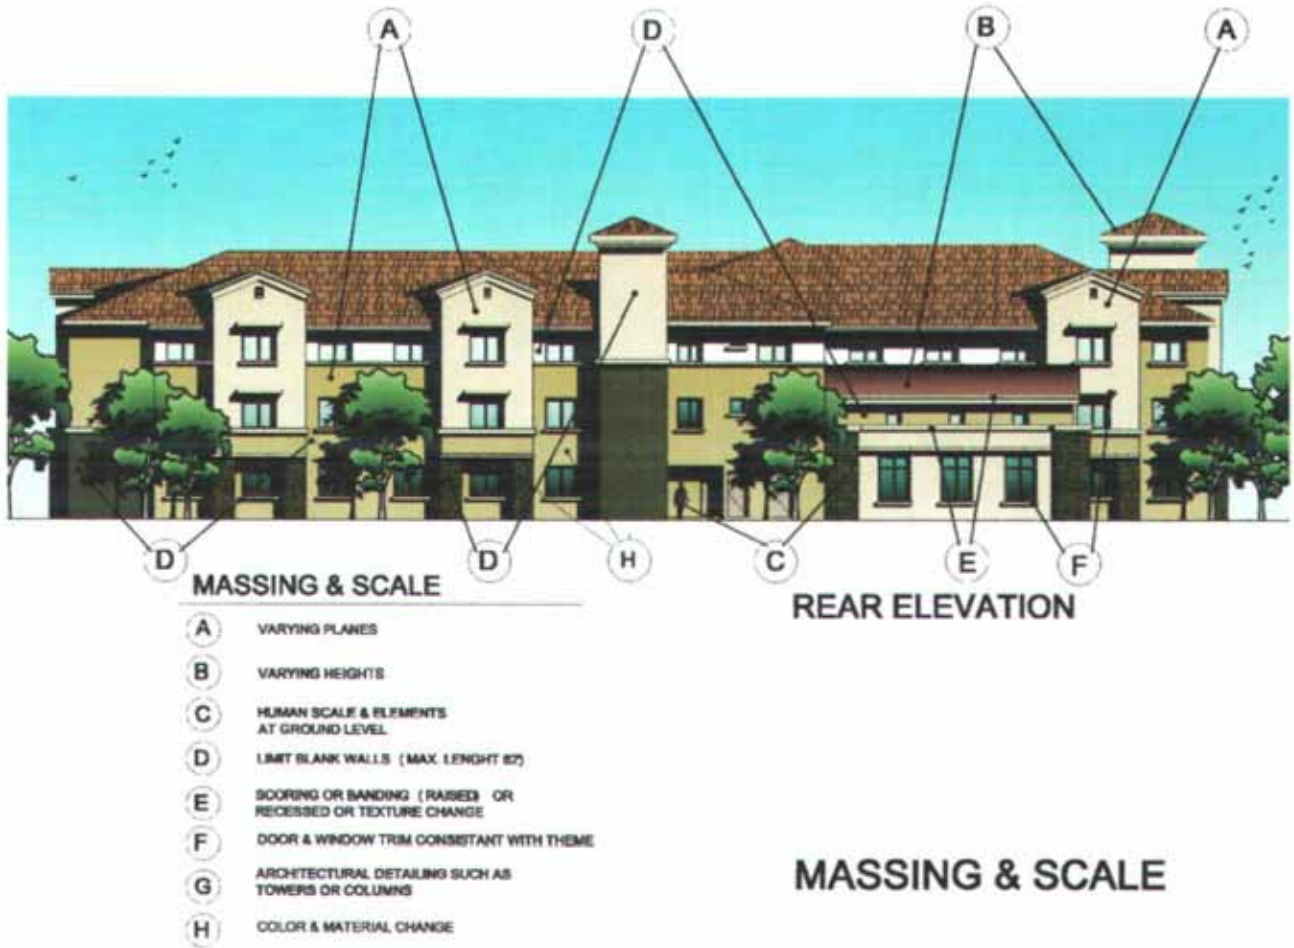 A
D
B
A
D
D
H
C
E
F
MASSING & SCALE
REAR ELEVATION
A VARYING PLANES
B VARYING HEIGHTS
C HUMAN SCALE & ELEMENTS
AT GROUND LEVEL
D LIMIT BLANK WALLS (MAX. LENGHT
E SCORING OR BANDING (RAISED) OR
RECESSED OR TEXTURE CHANGE
F DOOR & WINDOW TRIM CONSISTANT WITH THEME
G ARCHITECTURAL DETAILING SUCH AS
TOWERS OR COLUMNS
H COLOR & MATERIAL CHANGE
MASSING & SCALE